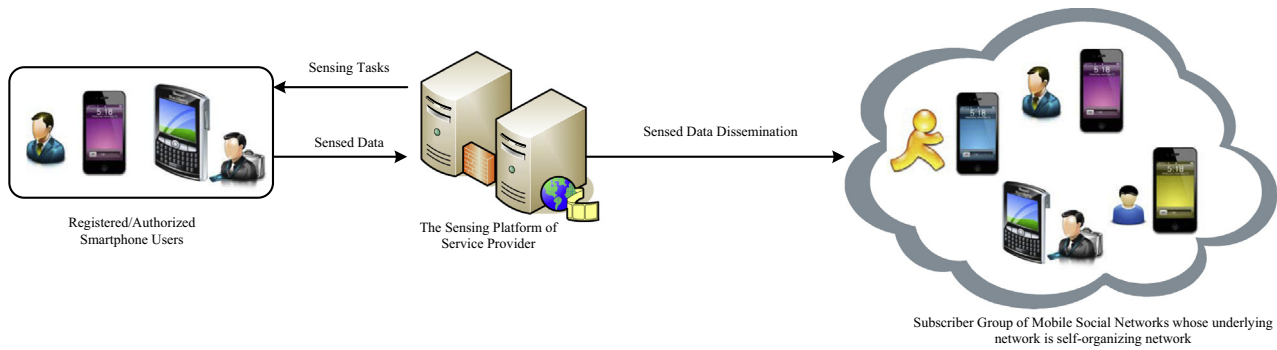 Sensing Tasks
Sensed Data
Registered/Authorized
Smartphone Users
The Sensing Platform of
Service Provider
Sensed Data Dissemination
5:18
5:18
5:18
5:18
Subscriber Group of Mobile Social Networks whose underlying
network is self-organizing network